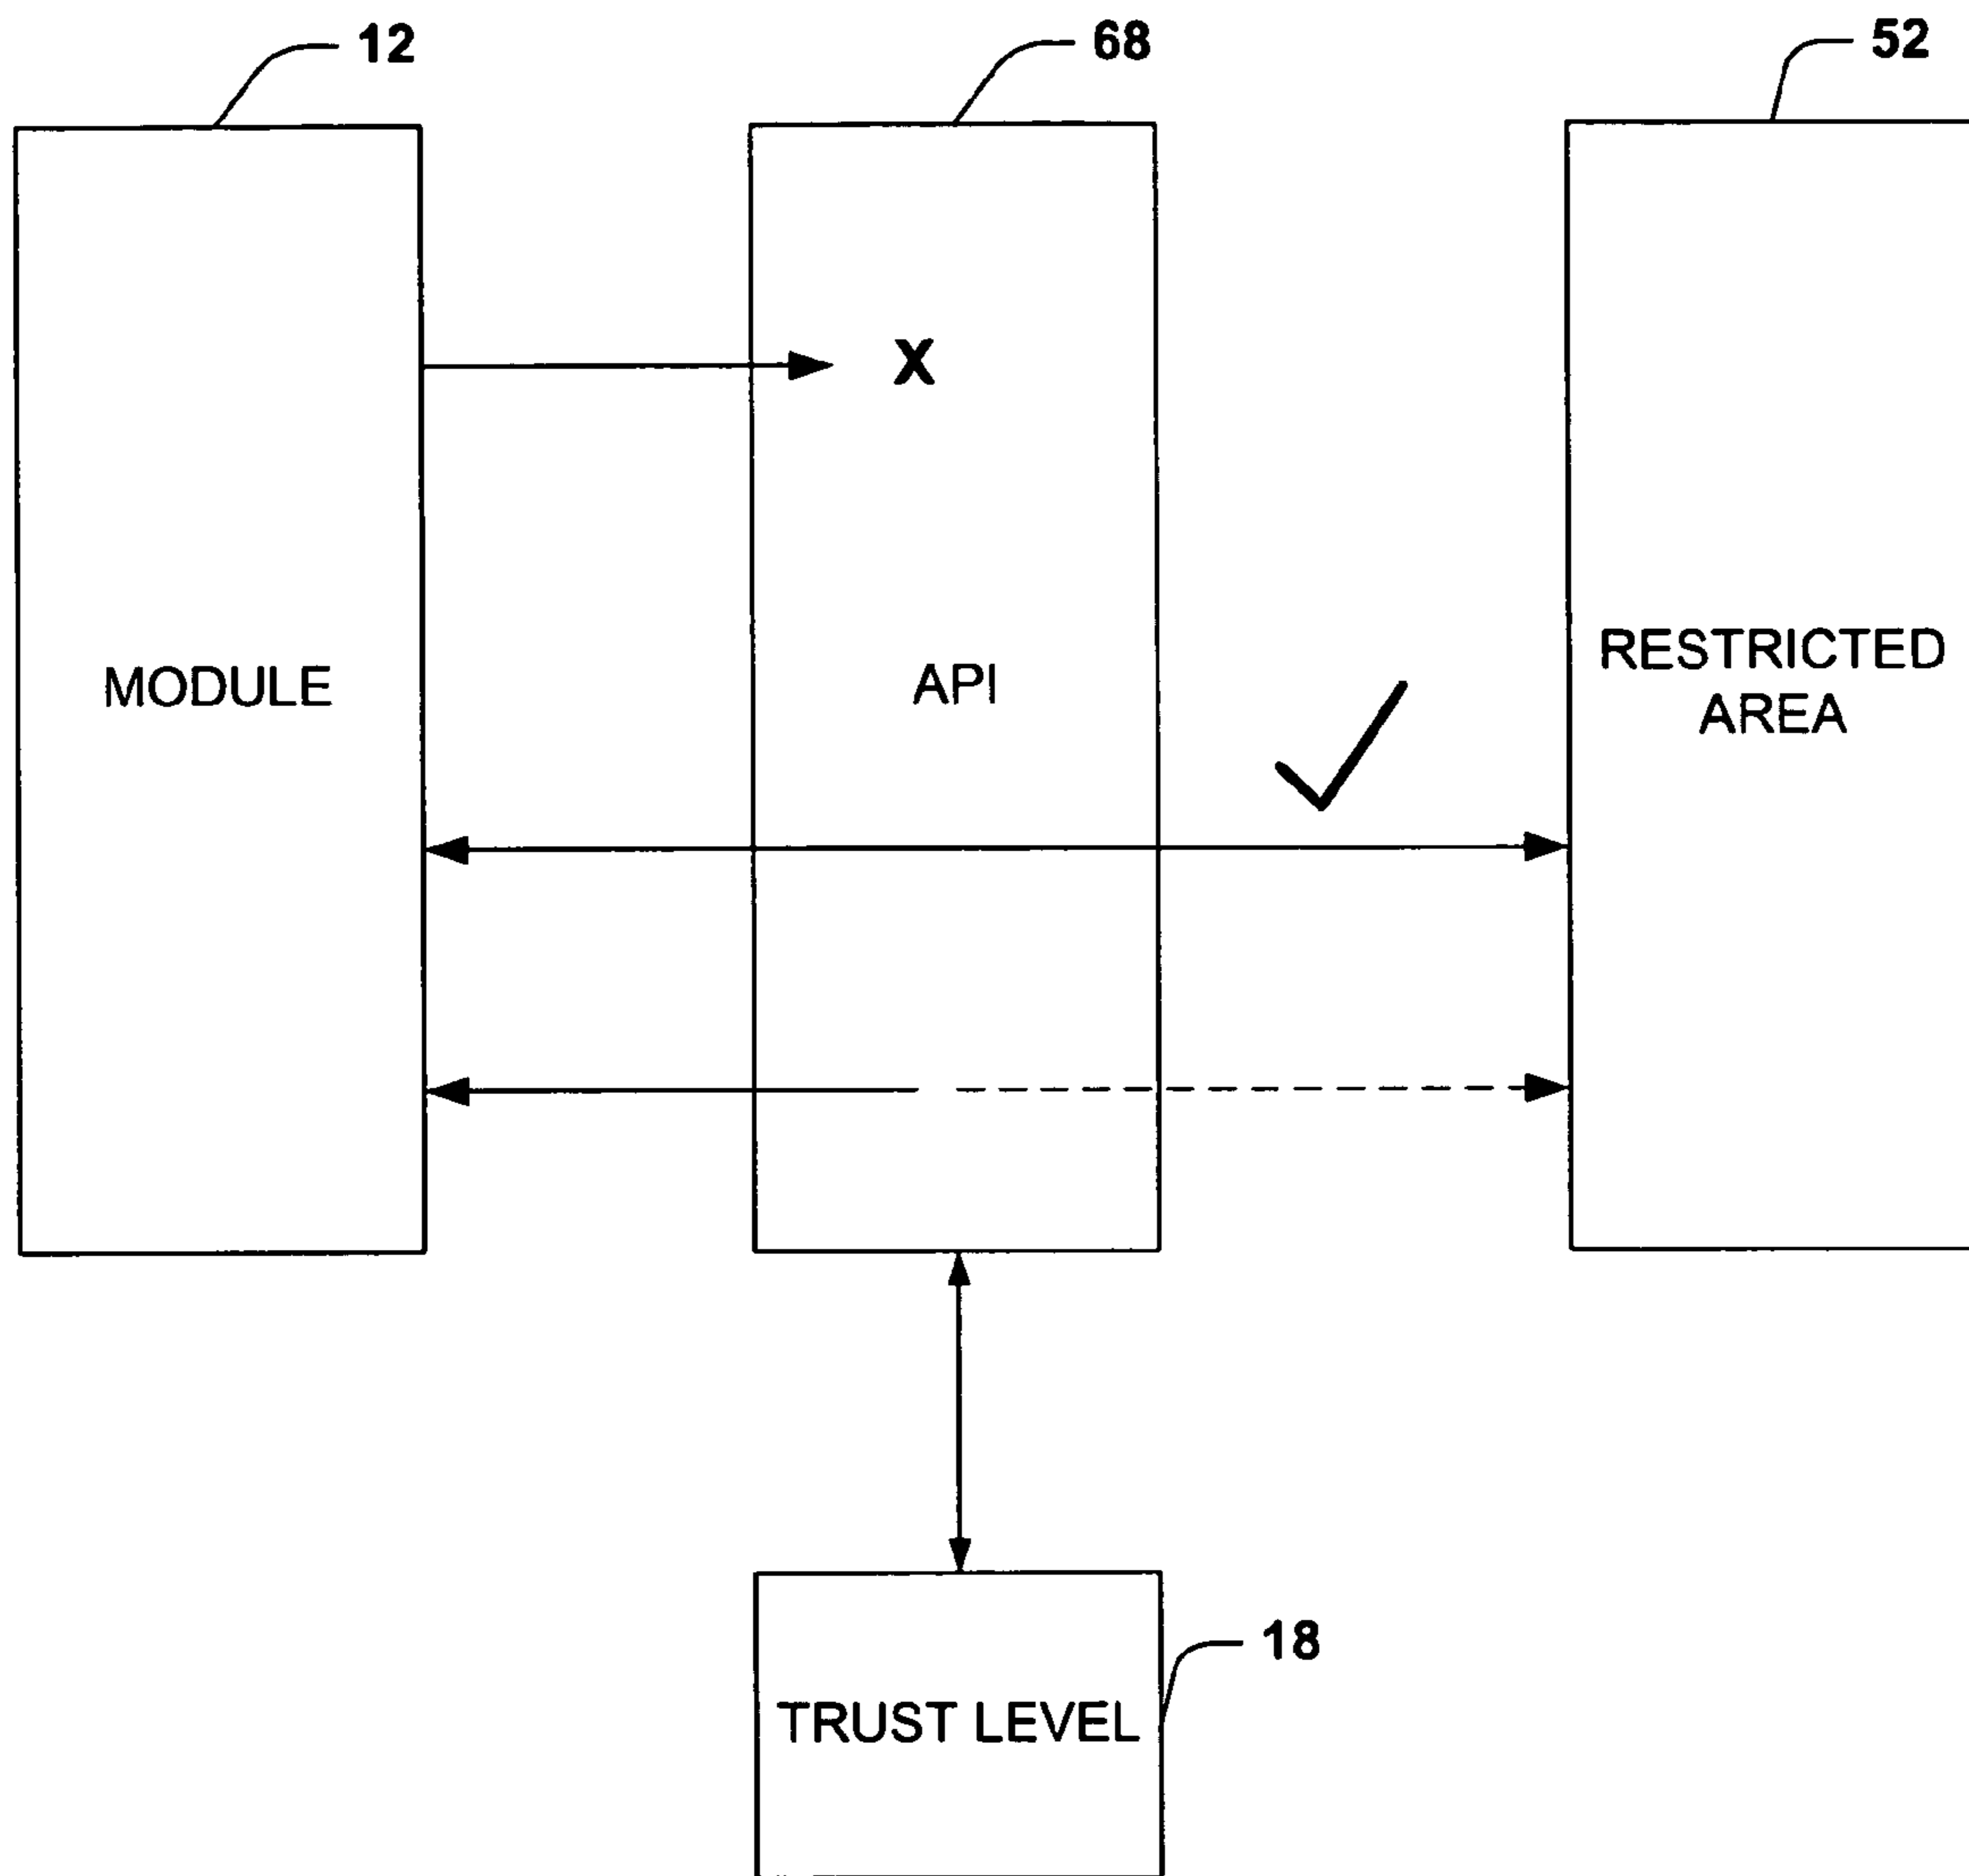 12
68
52
X
MODULE
API
RESTRICTED
AREA
18
TRUST LEVEL